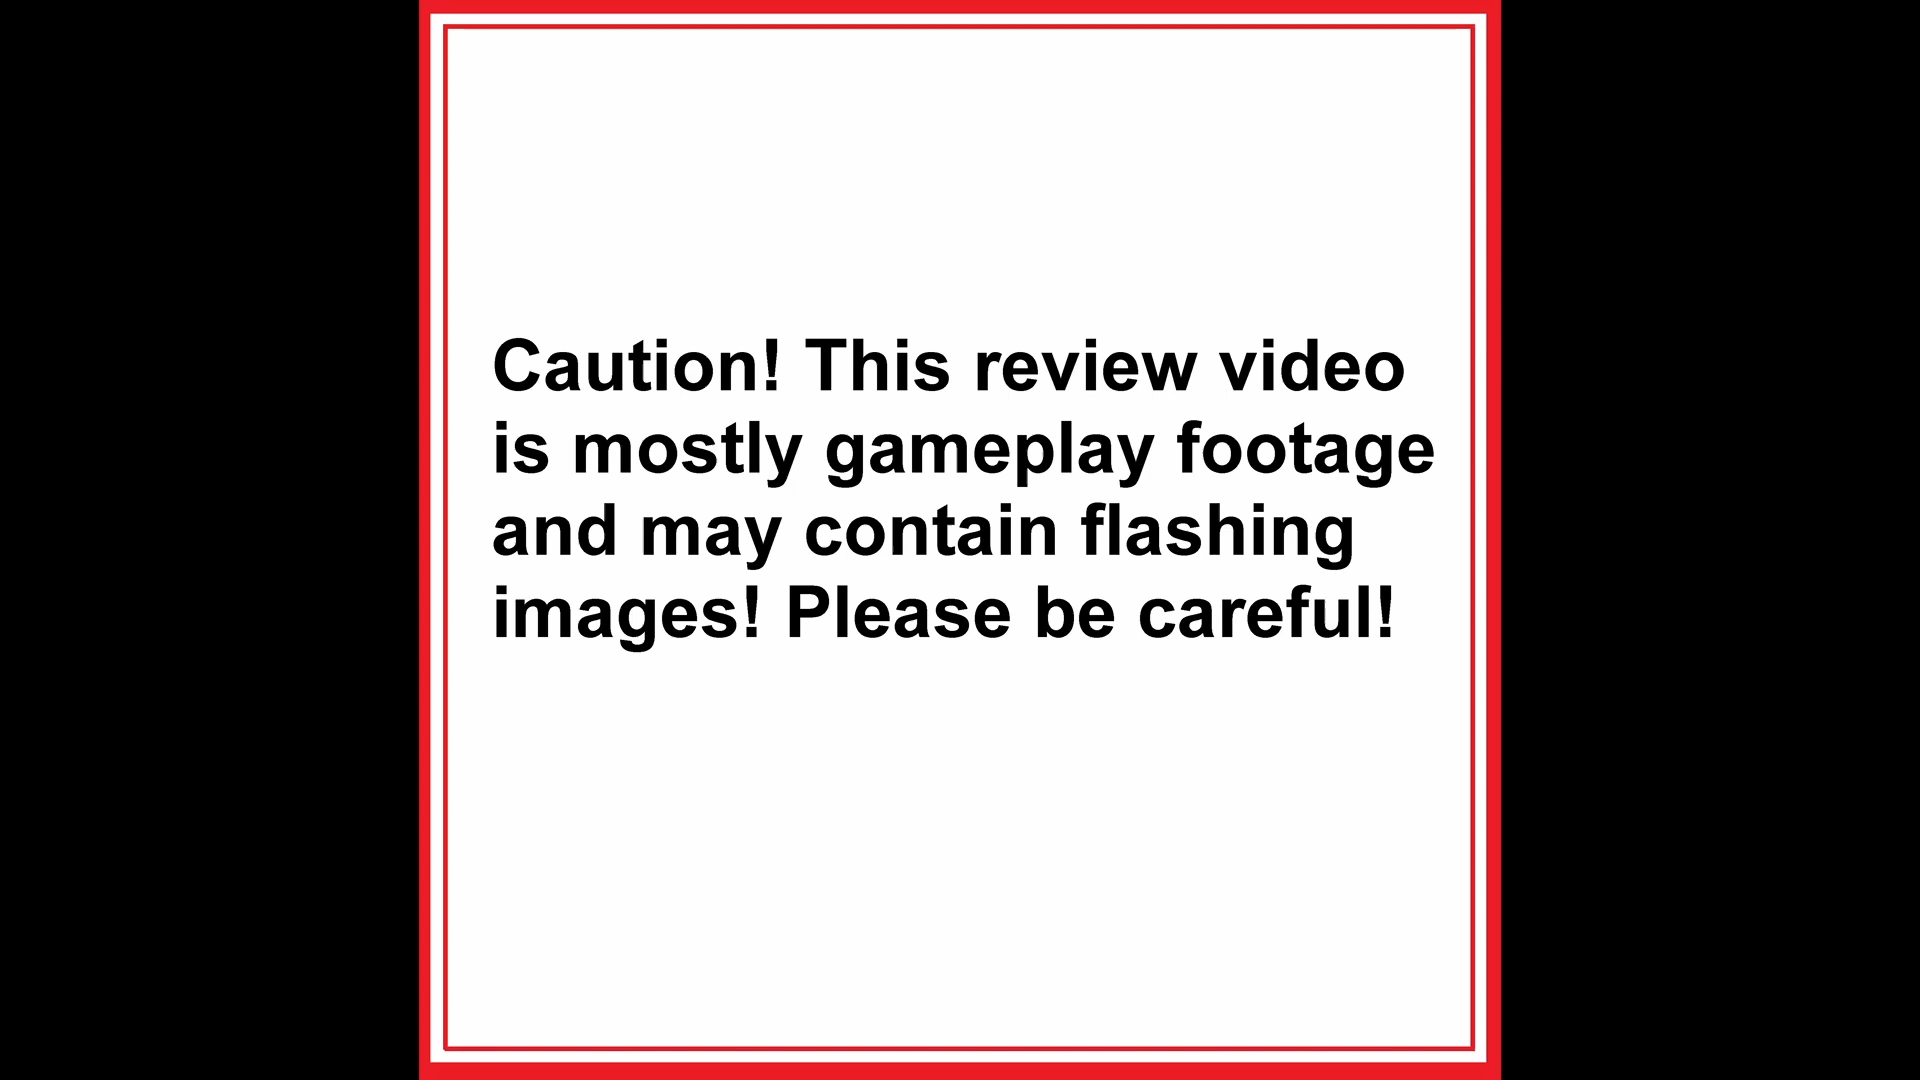 Caution! This review video
is mostly gameplay footage
and may contain flashing
images! Please be careful!